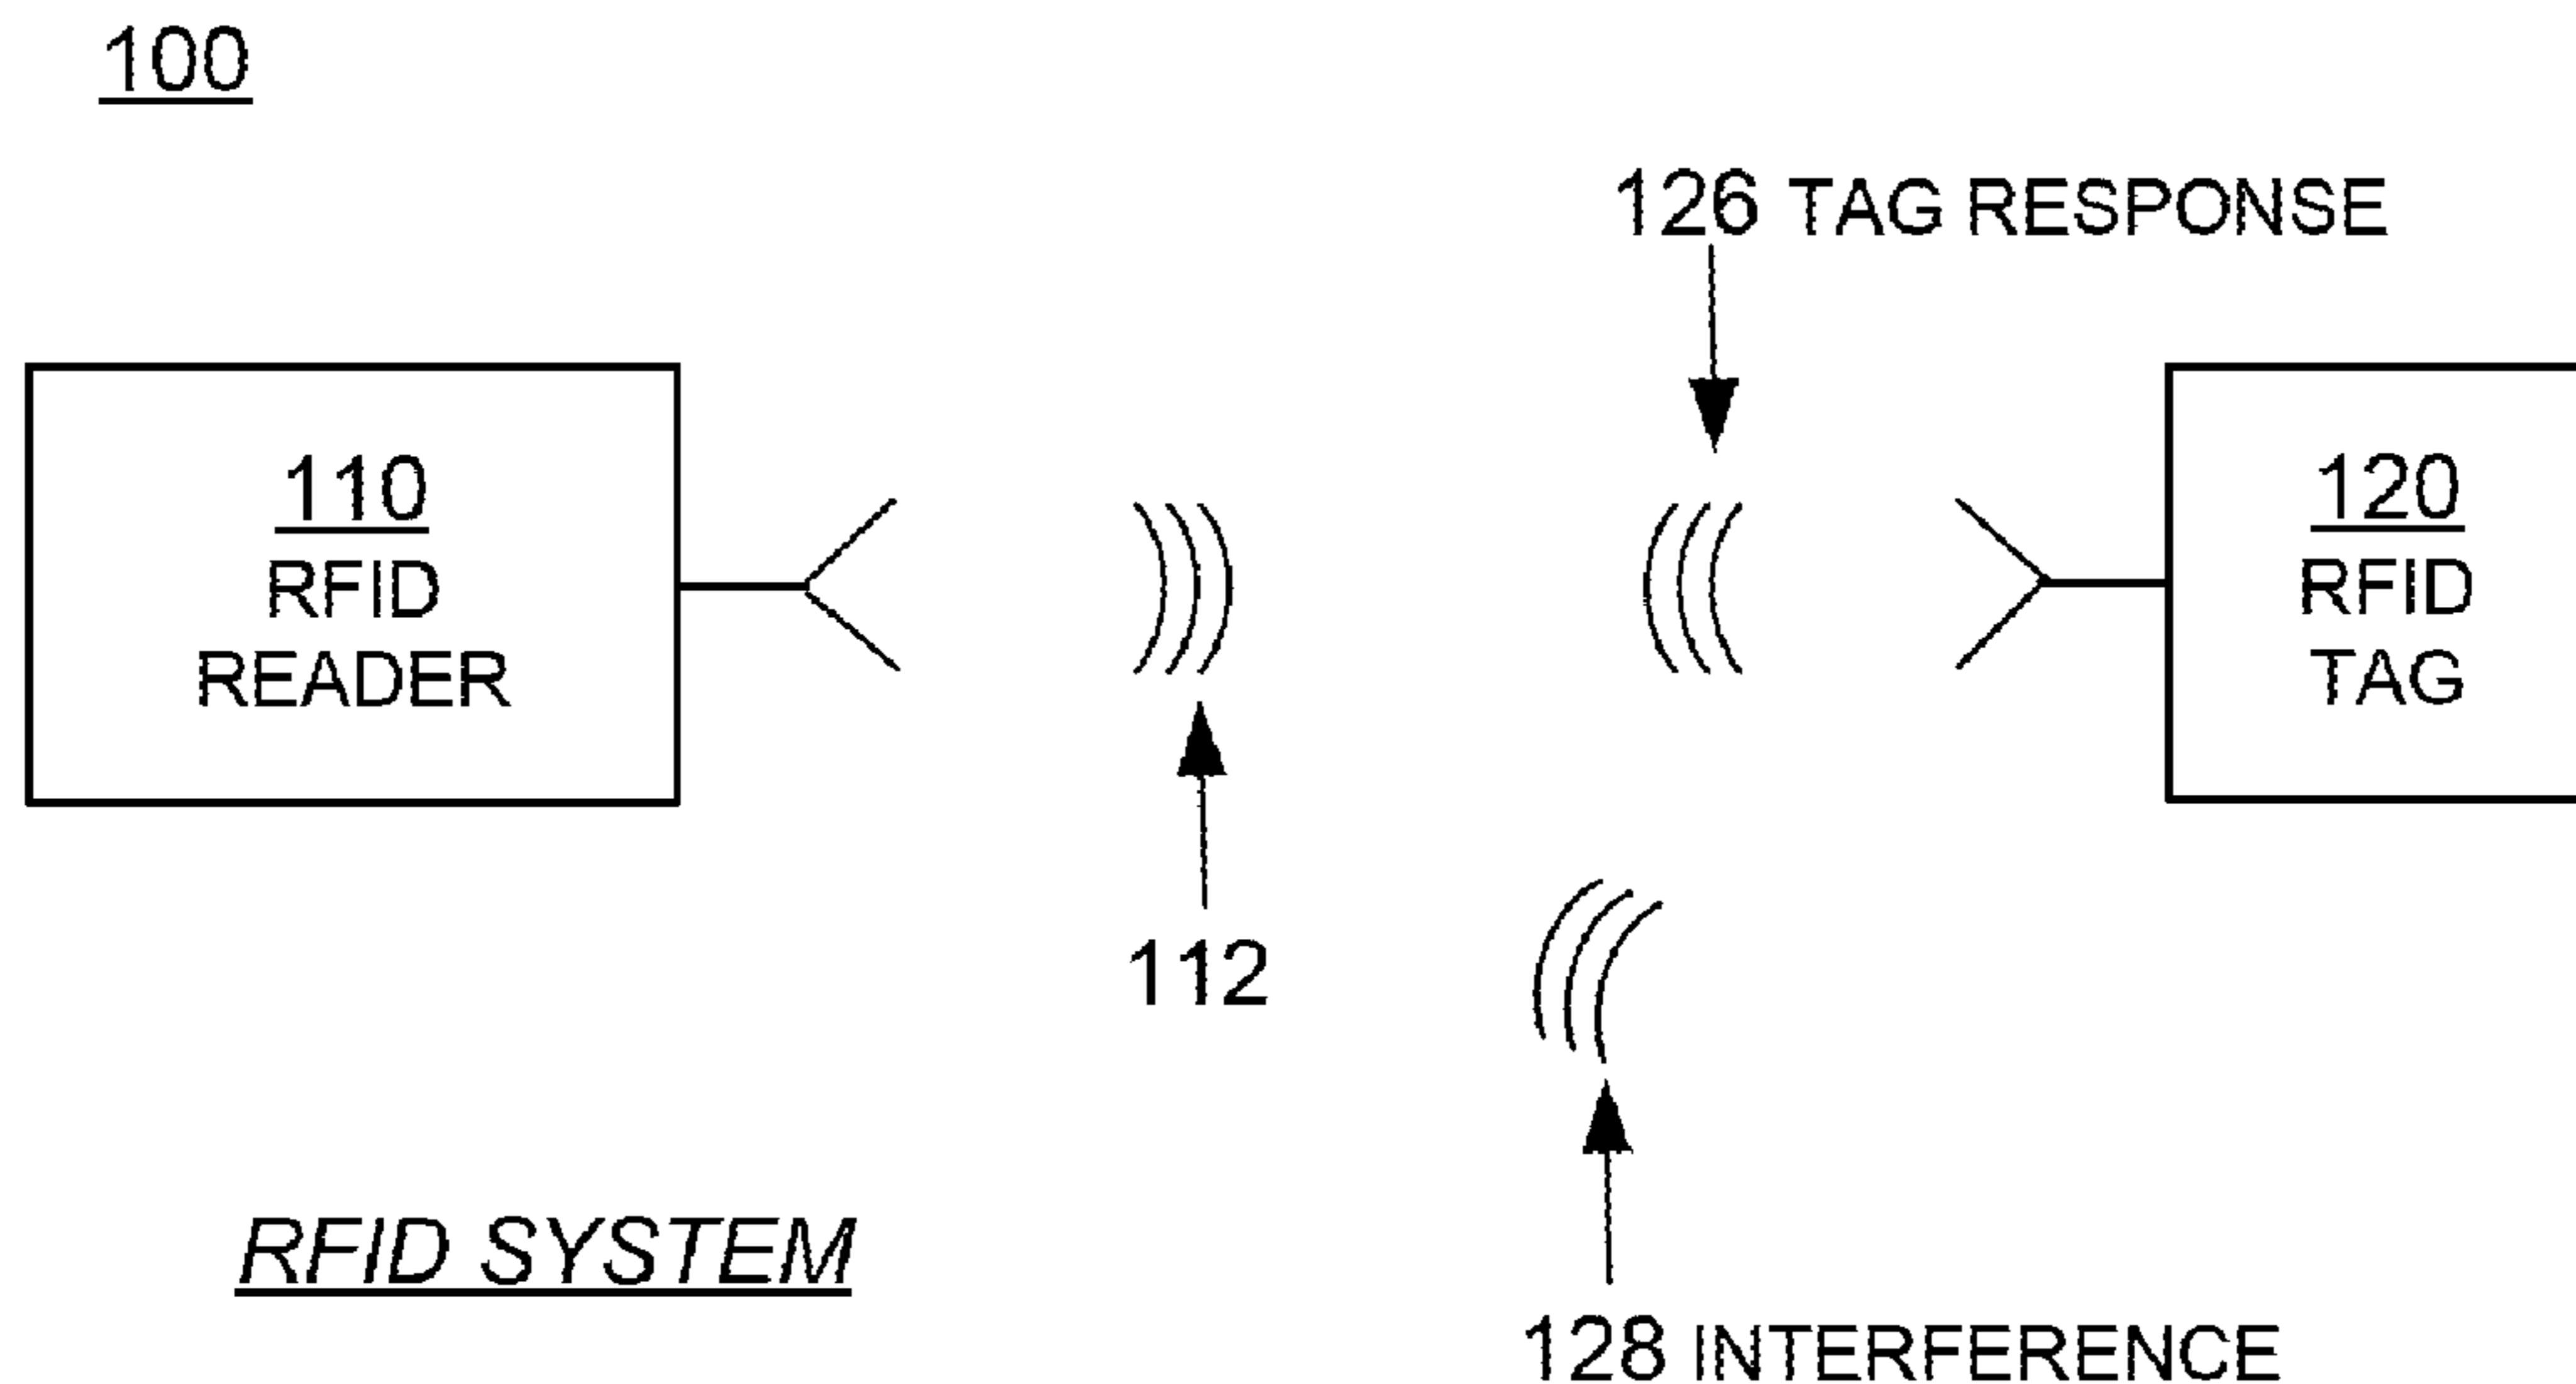 100
126 TAG RESPONSE
110
RFID
READER
120
RFID
TAG
112
RFID SYSTEM
128 INTERFERENCE